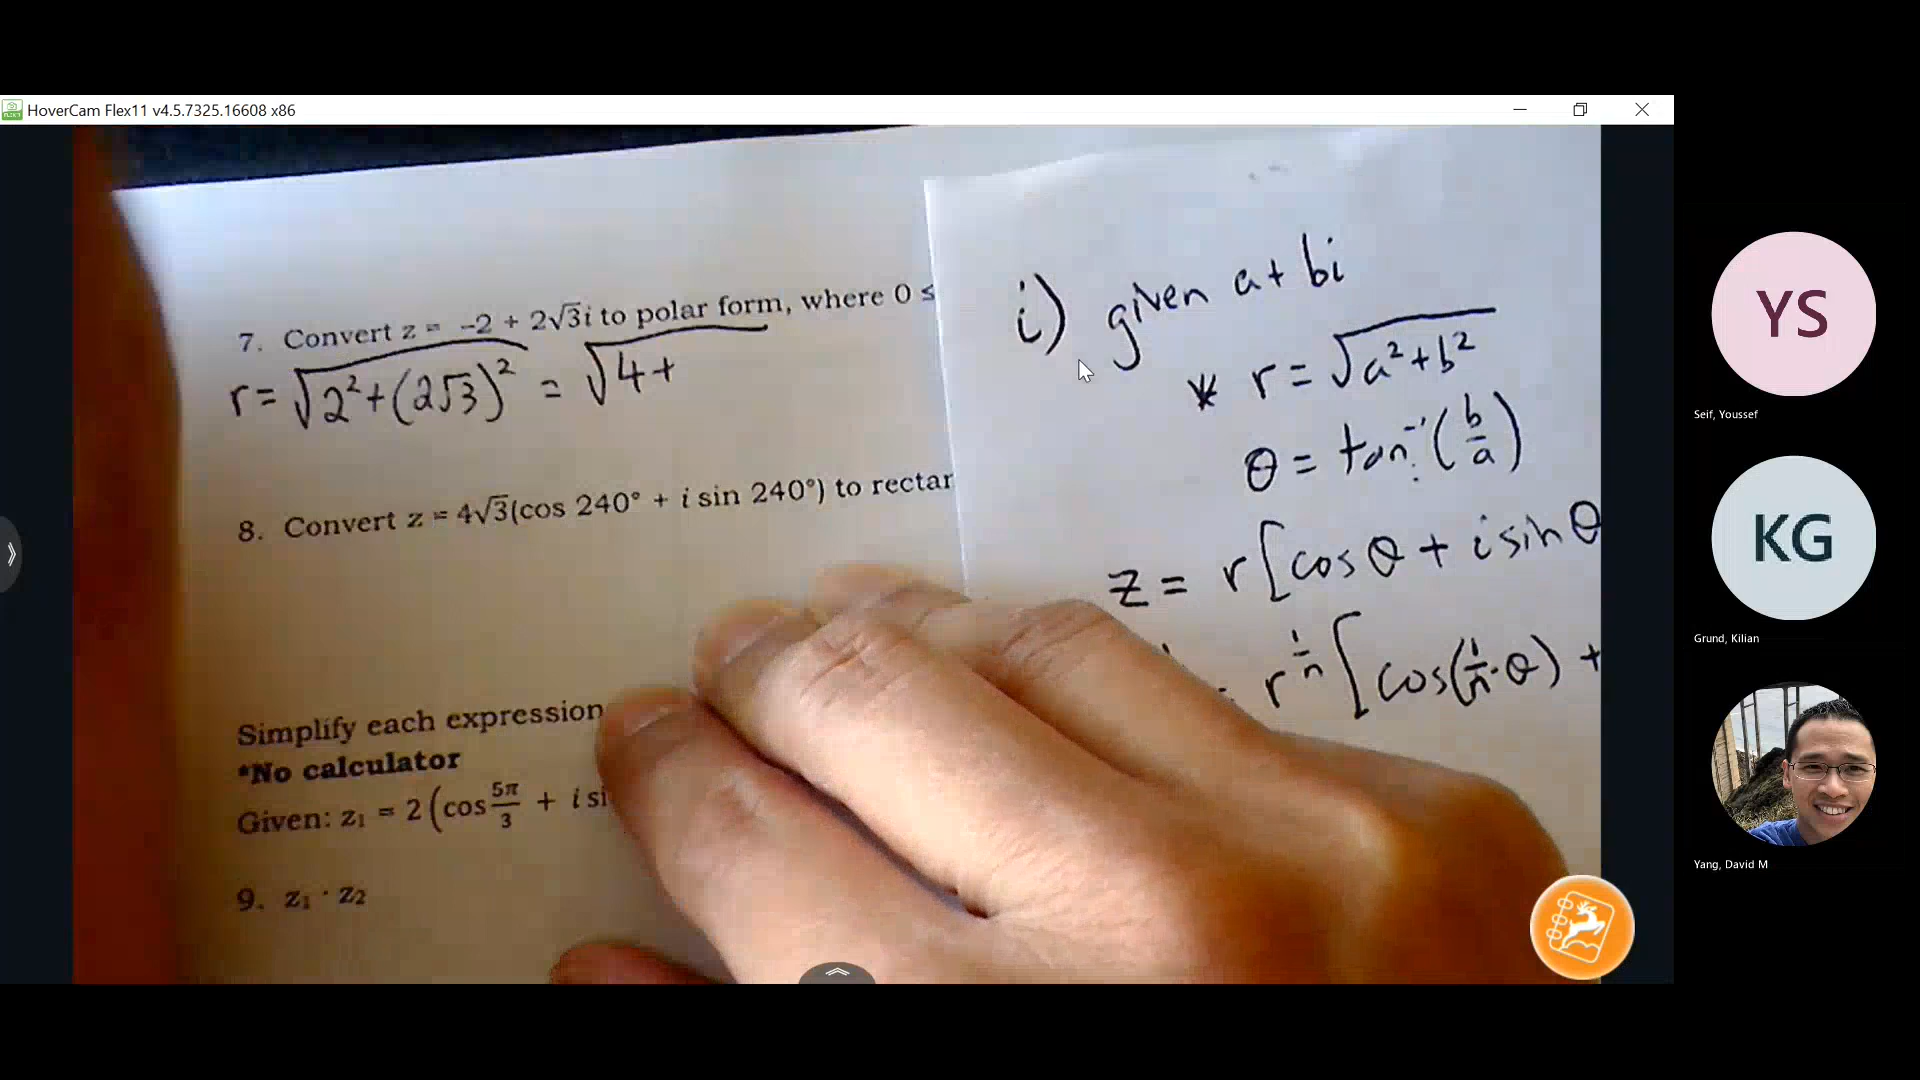 HoverCam Flex11 v4.5.7325.16608 x86
7. Convert z = -2 + 2√3i to polar form, where 0 ≤
r = √2² + (2√3)² = √4 +
8. Convert z = 4√3(cos 240° + i sin 240°) to rectan
Simplify each expression
*No calculator
Given: z₁ = 2 (cos 5π/3 + i si
9. z₁ · z₂
i) given a + bi
* r = √a² + b²
θ = tan⁻¹ (b/a)
z = r [cos θ + i sin θ
r^(1/n) [cos(1/n · θ) +
YS
Seif, Youssef
KG
Grund, Kilian
Yang, David M